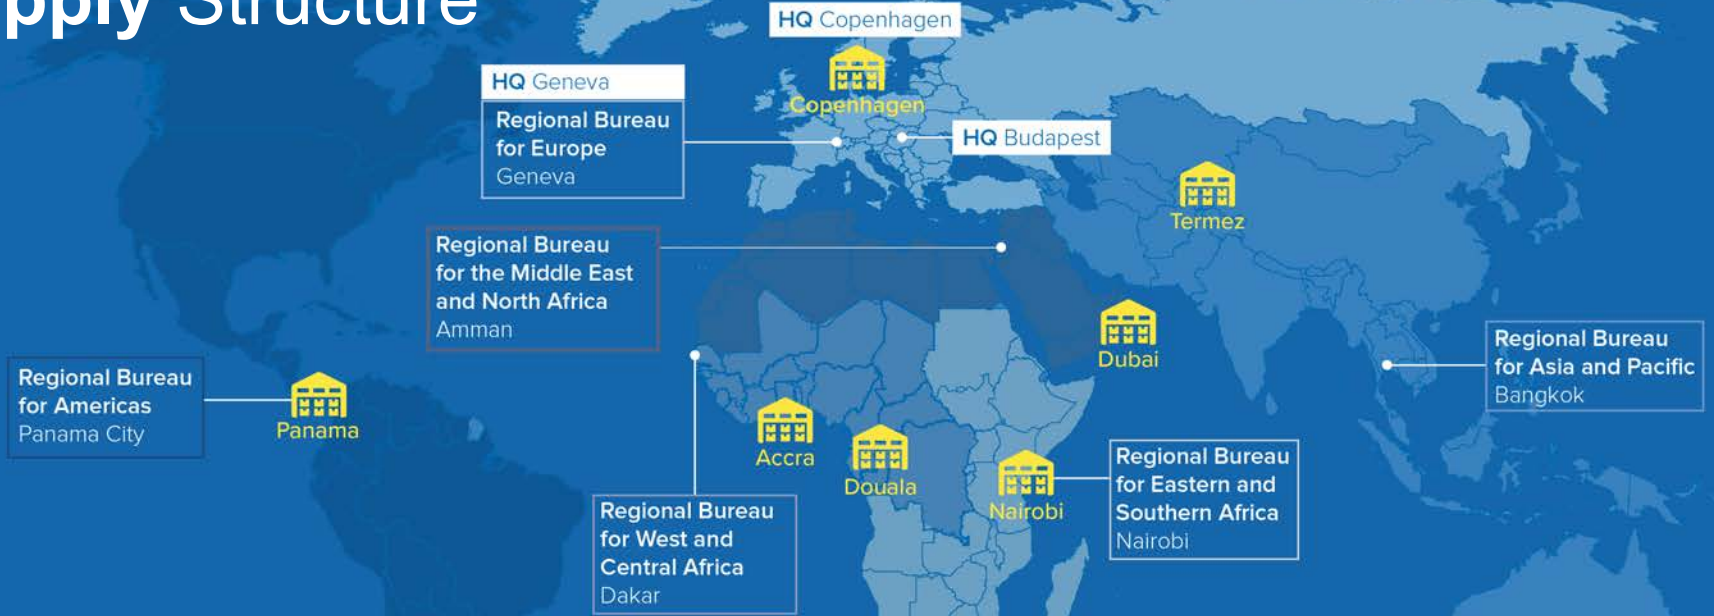 pply Structure
HQ Copenhagen
Copenhagen
HQ Geneva
Regional Bureau
for Europe
Geneva
HQ Budapest
Termez
Regional Bureau
for the Middle East
and North Africa
Amman
Dubai
Regional Bureau
for Asia and Pacific
Bangkok
Regional Bureau
for Americas
Panama City
Panama
Accra
Douala
Nairobi
Regional Bureau
for Eastern and
Southern Africa
Nairobi
Regional Bureau
for West and
Central Africa
Dakar